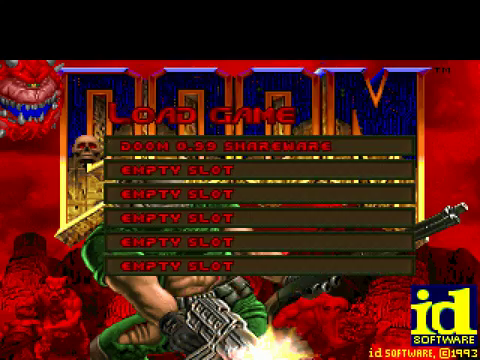 DOOM
TM
LOAD GAME
DOOM 0.99 SHAREWARE
EMPTY SLOT
EMPTY SLOT
EMPTY SLOT
EMPTY SLOT
EMPTY SLOT
id
SOFTWARE
id SOFTWARE, ©1993